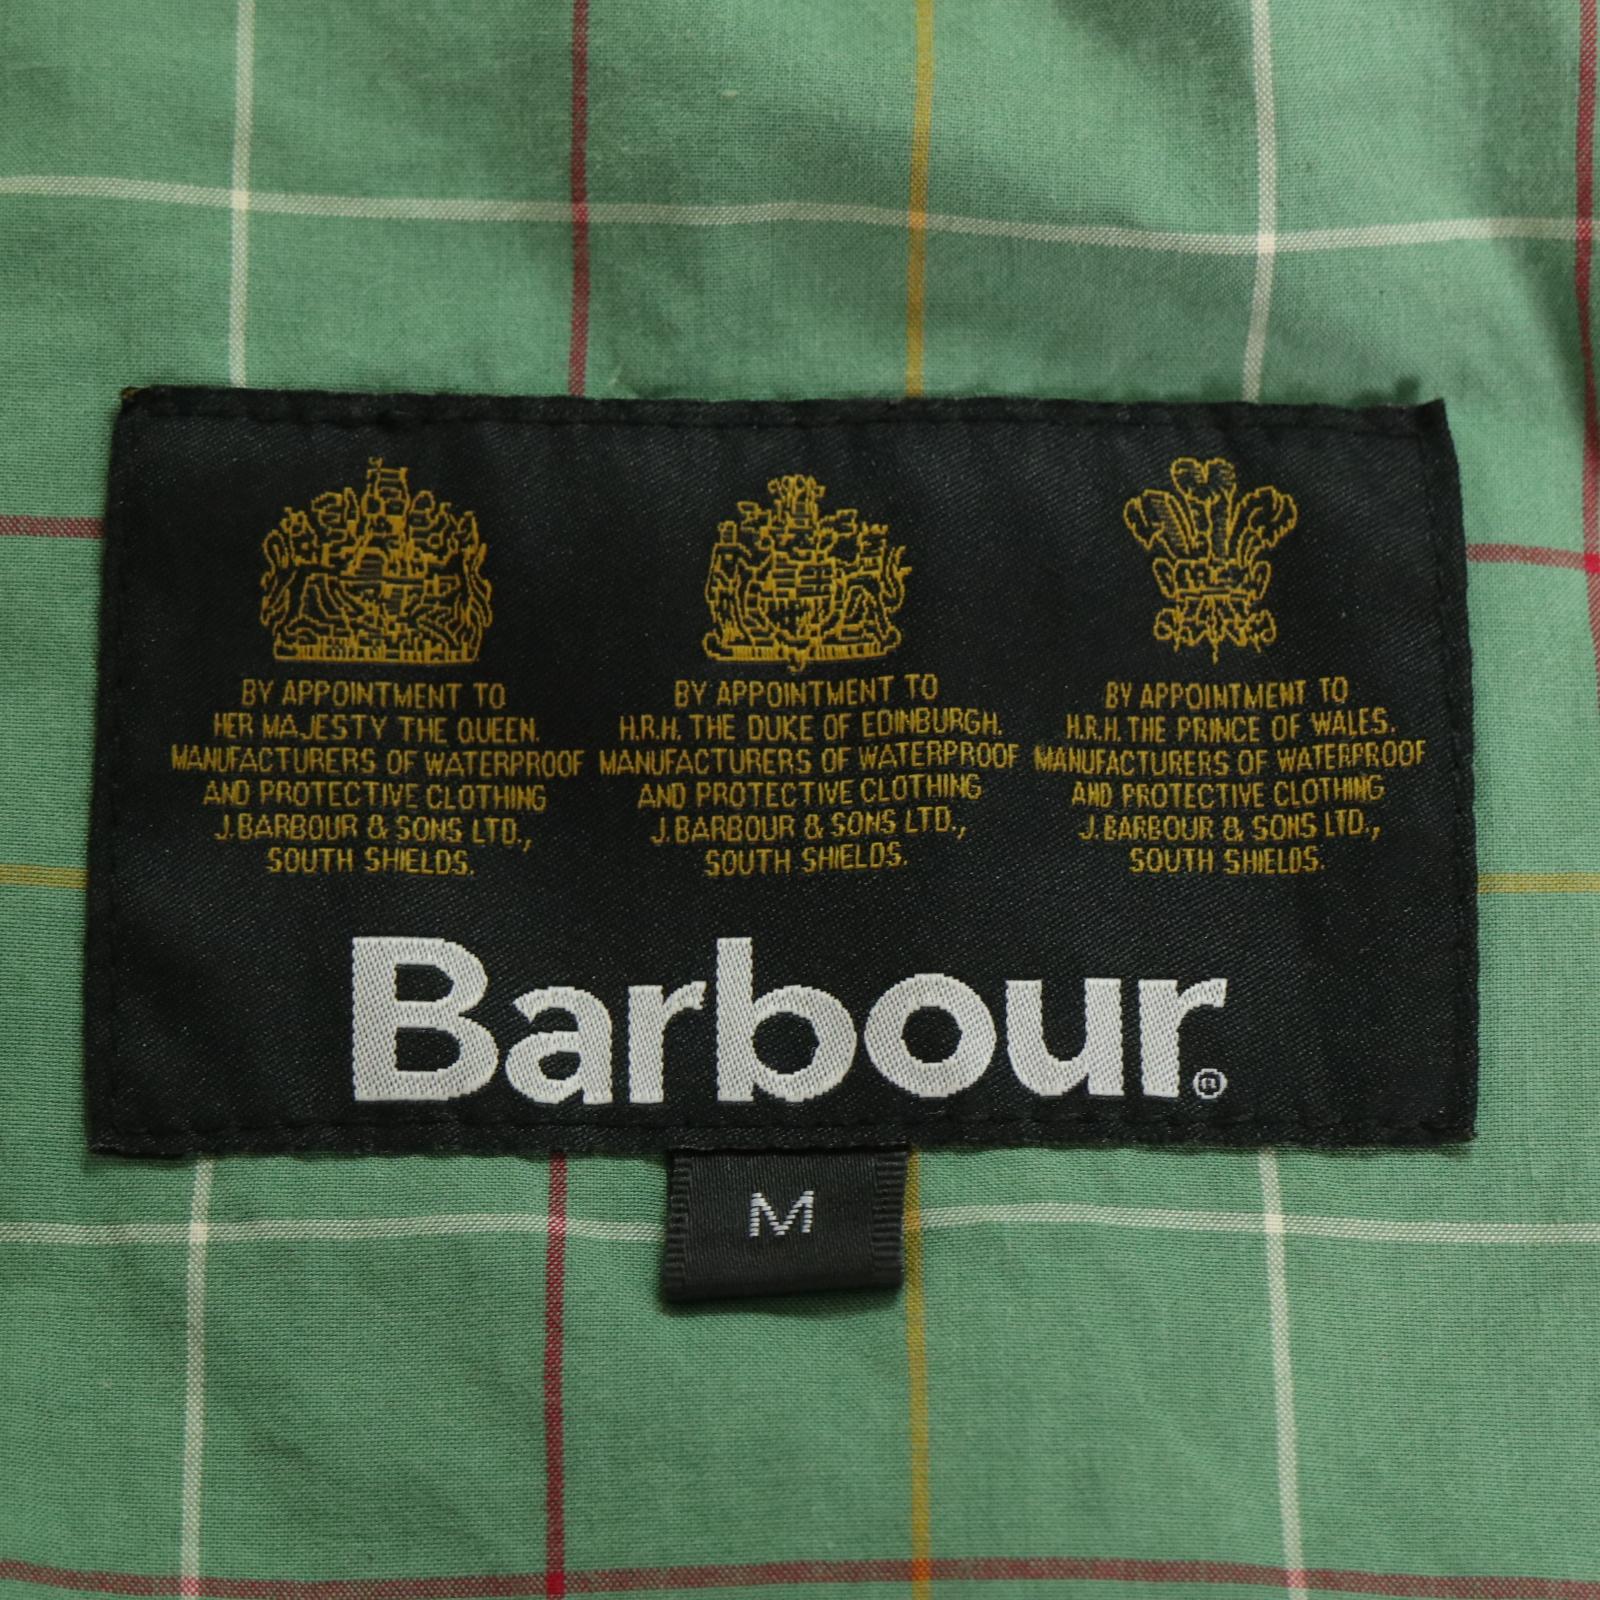 BY APPOINTMENT TO
HER MAJESTY THE QUEEN.
MANUFACTURERS OF WATERPROOF
AND PROTECTIVE CLOTHING
J.BARBOUR & SONS LTD.,
SOUTH SHIELDS.
BY APPOINTMENT TO
H.R.H. THE DUKE OF EDINBURGH.
MANUFACTURERS OF WATERPROOF
AND PROTECTIVE CLOTHING
J.BARBOUR & SONS LTD.,
SOUTH SHIELDS.
BY APPOINTMENT TO
H.R.H. THE PRINCE OF WALES.
MANUFACTURERS OF WATERPROOF
AND PROTECTIVE CLOTHING
J.BARBOUR & SONS LTD.,
SOUTH SHIELDS.
Barbour®
M